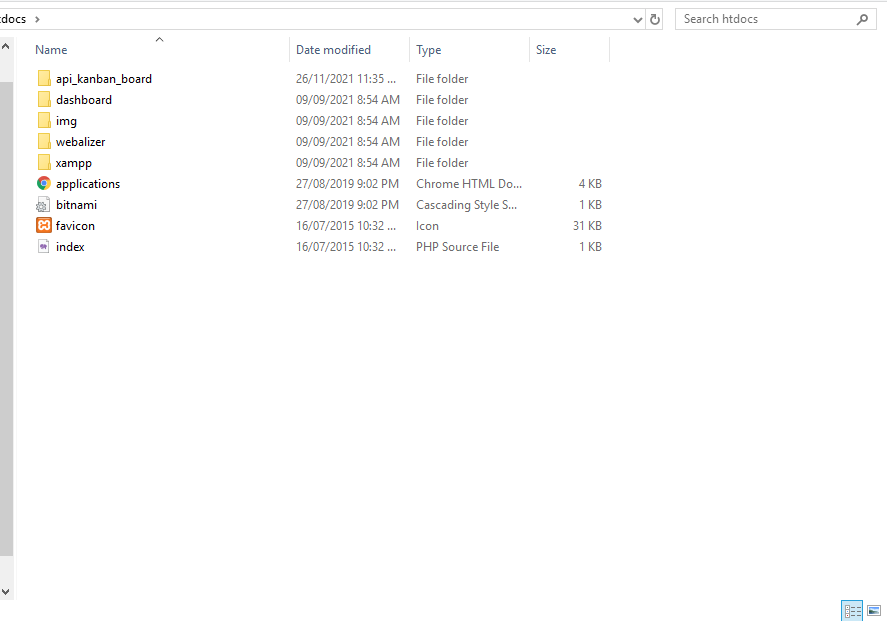 tdocs > Search htdocs
Name Date modified Type Size
api_kanban_board 26/11/2021 11:35 ... File folder
dashboard 09/09/2021 8:54 AM File folder
img 09/09/2021 8:54 AM File folder
webalizer 09/09/2021 8:54 AM File folder
xampp 09/09/2021 8:54 AM File folder
applications 27/08/2019 9:02 PM Chrome HTML Do... 4 KB
bitnami 27/08/2019 9:02 PM Cascading Style S... 1 KB
favicon 16/07/2015 10:32 ... Icon 31 KB
index 16/07/2015 10:32 ... PHP Source File 1 KB